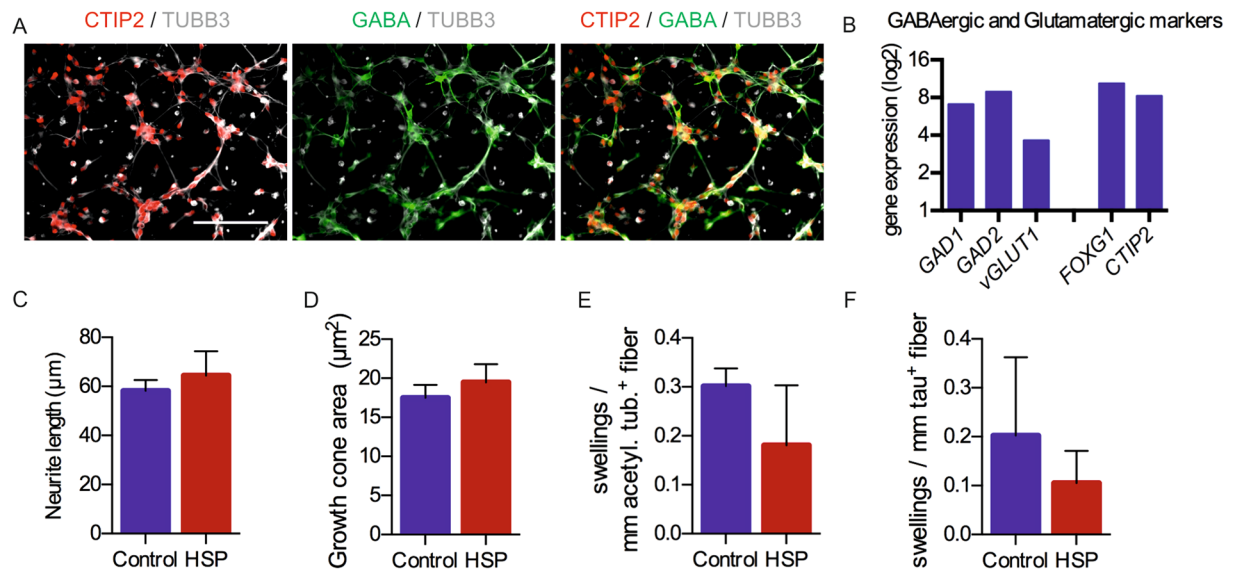 A
CTIP2 / TUBB3
GABA / TUBB3
CTIP2 / GABA / TUBB3
B
GABAergic and Glutamatergic markers
gene expression (log2)
16
8
4
2
1
GAD1
GAD2
vGLUT1
FOXG1
CTIP2
C
Neurite length (µm)
80
60
40
20
0
Control HSP
D
Growth cone area (µm²)
25
20
15
10
5
0
Control HSP
E
swellings /
mm acetyl. tub.⁺ fiber
0.4
0.3
0.2
0.1
0.0
Control HSP
F
swellings / mm tau⁺ fiber
0.4
0.3
0.2
0.1
0.0
Control HSP